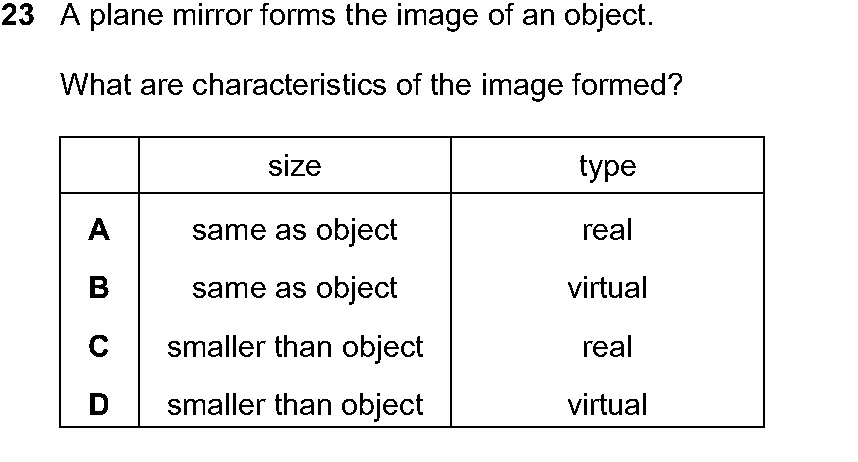 23 A plane mirror forms the image of an object.
What are characteristics of the image formed?
size type
A same as object real
B same as object virtual
C smaller than object real
D smaller than object virtual